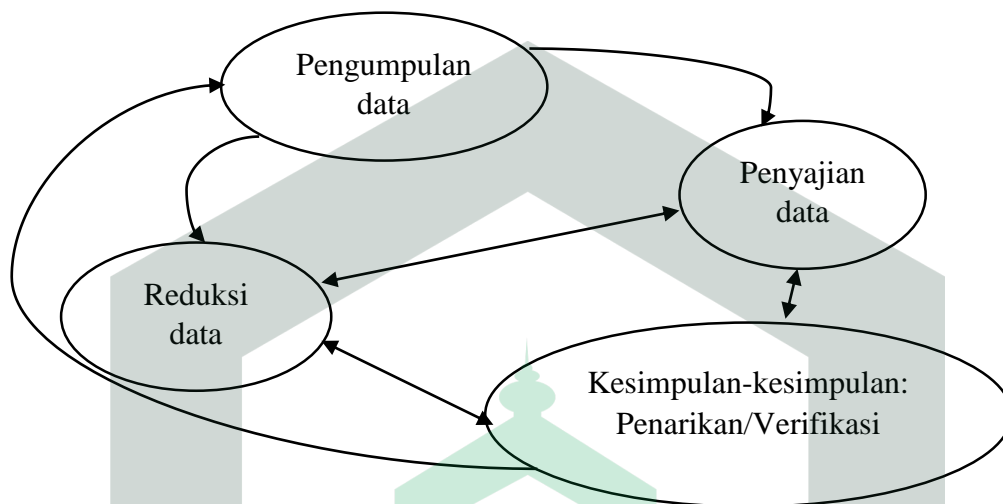 Pengumpulan
data
Penyajian
data
Reduksi
data
Kesimpulan-kesimpulan:
Penarikan/Verifikasi